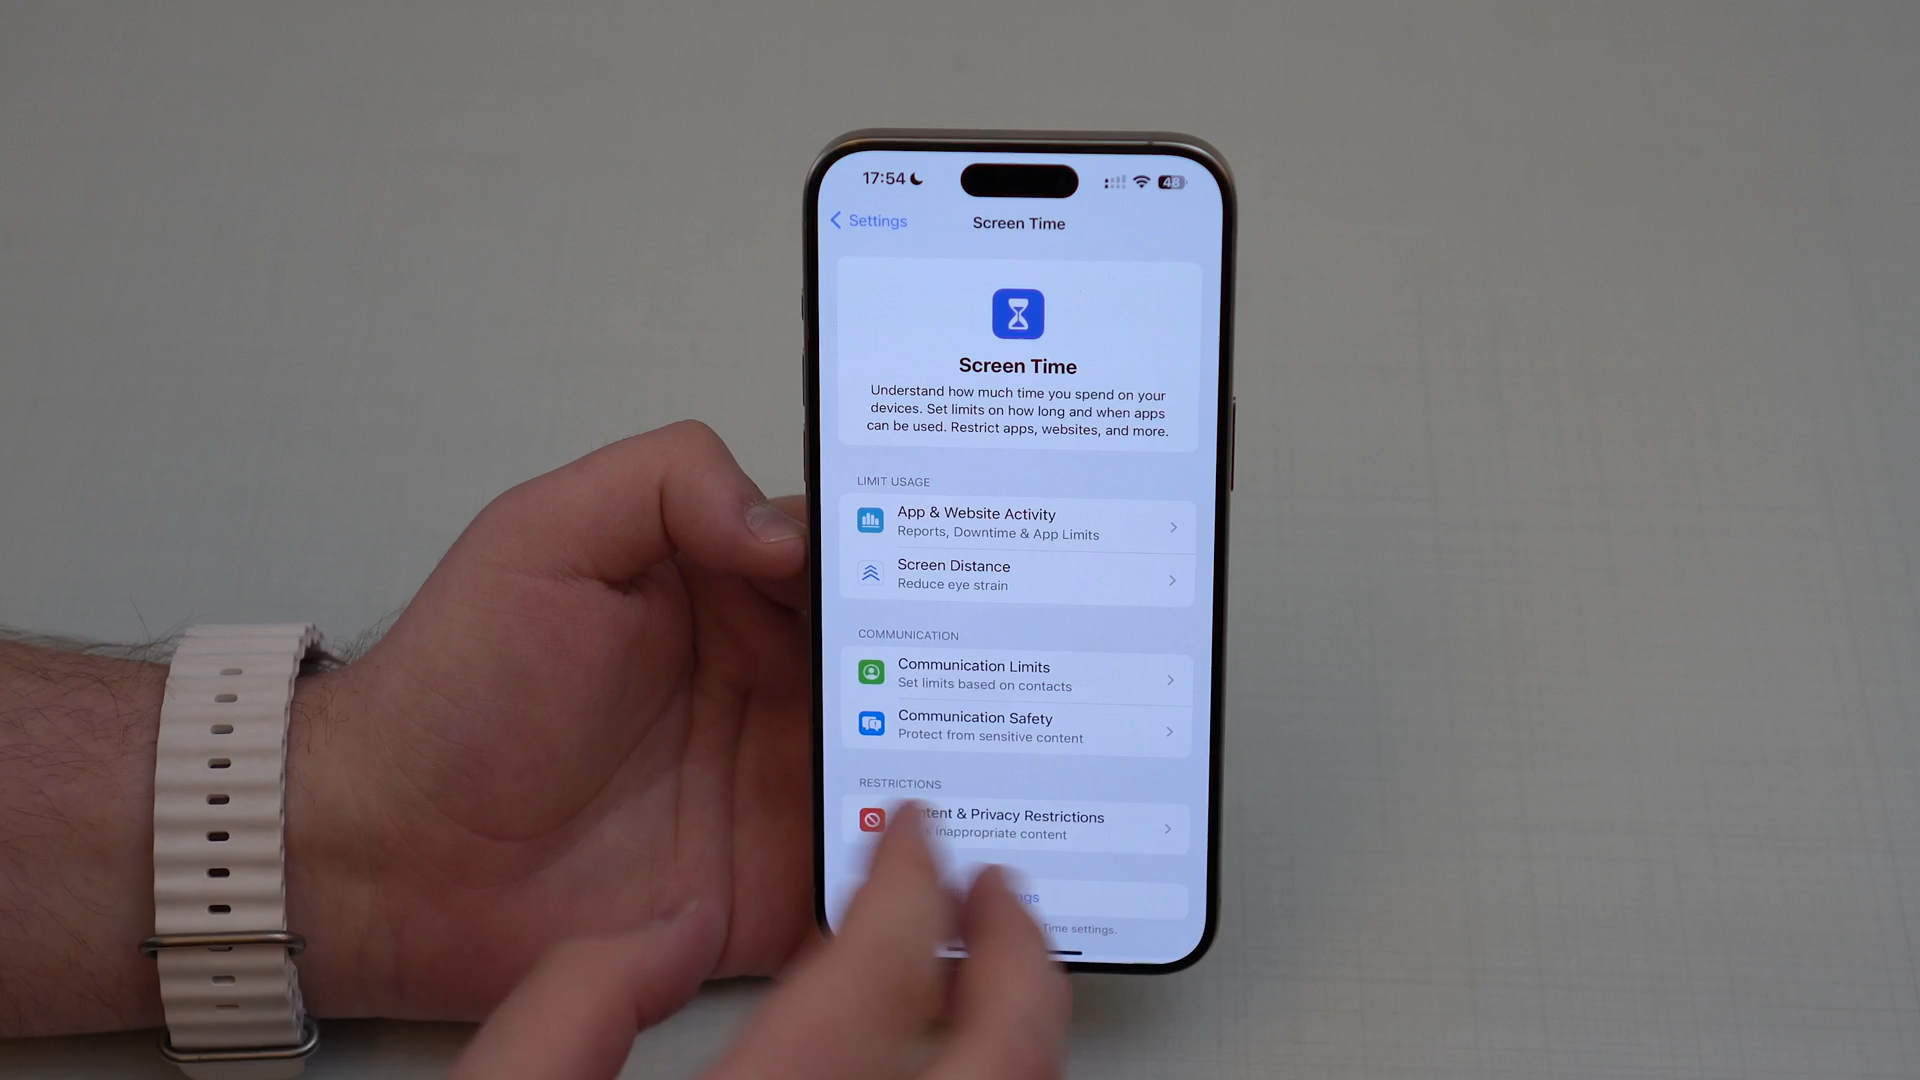 17:54
48
Settings
Screen Time
Screen Time
Understand how much time you spend on your
devices. Set limits on how long and when apps
can be used. Restrict apps, websites, and more.
LIMIT USAGE
App & Website Activity
Reports, Downtime & App Limits
Screen Distance
Reduce eye strain
COMMUNICATION
Communication Limits
Set limits based on contacts
Communication Safety
Protect from sensitive content
RESTRICTIONS
& Privacy Restrictions
inappropriate content
Time settings.